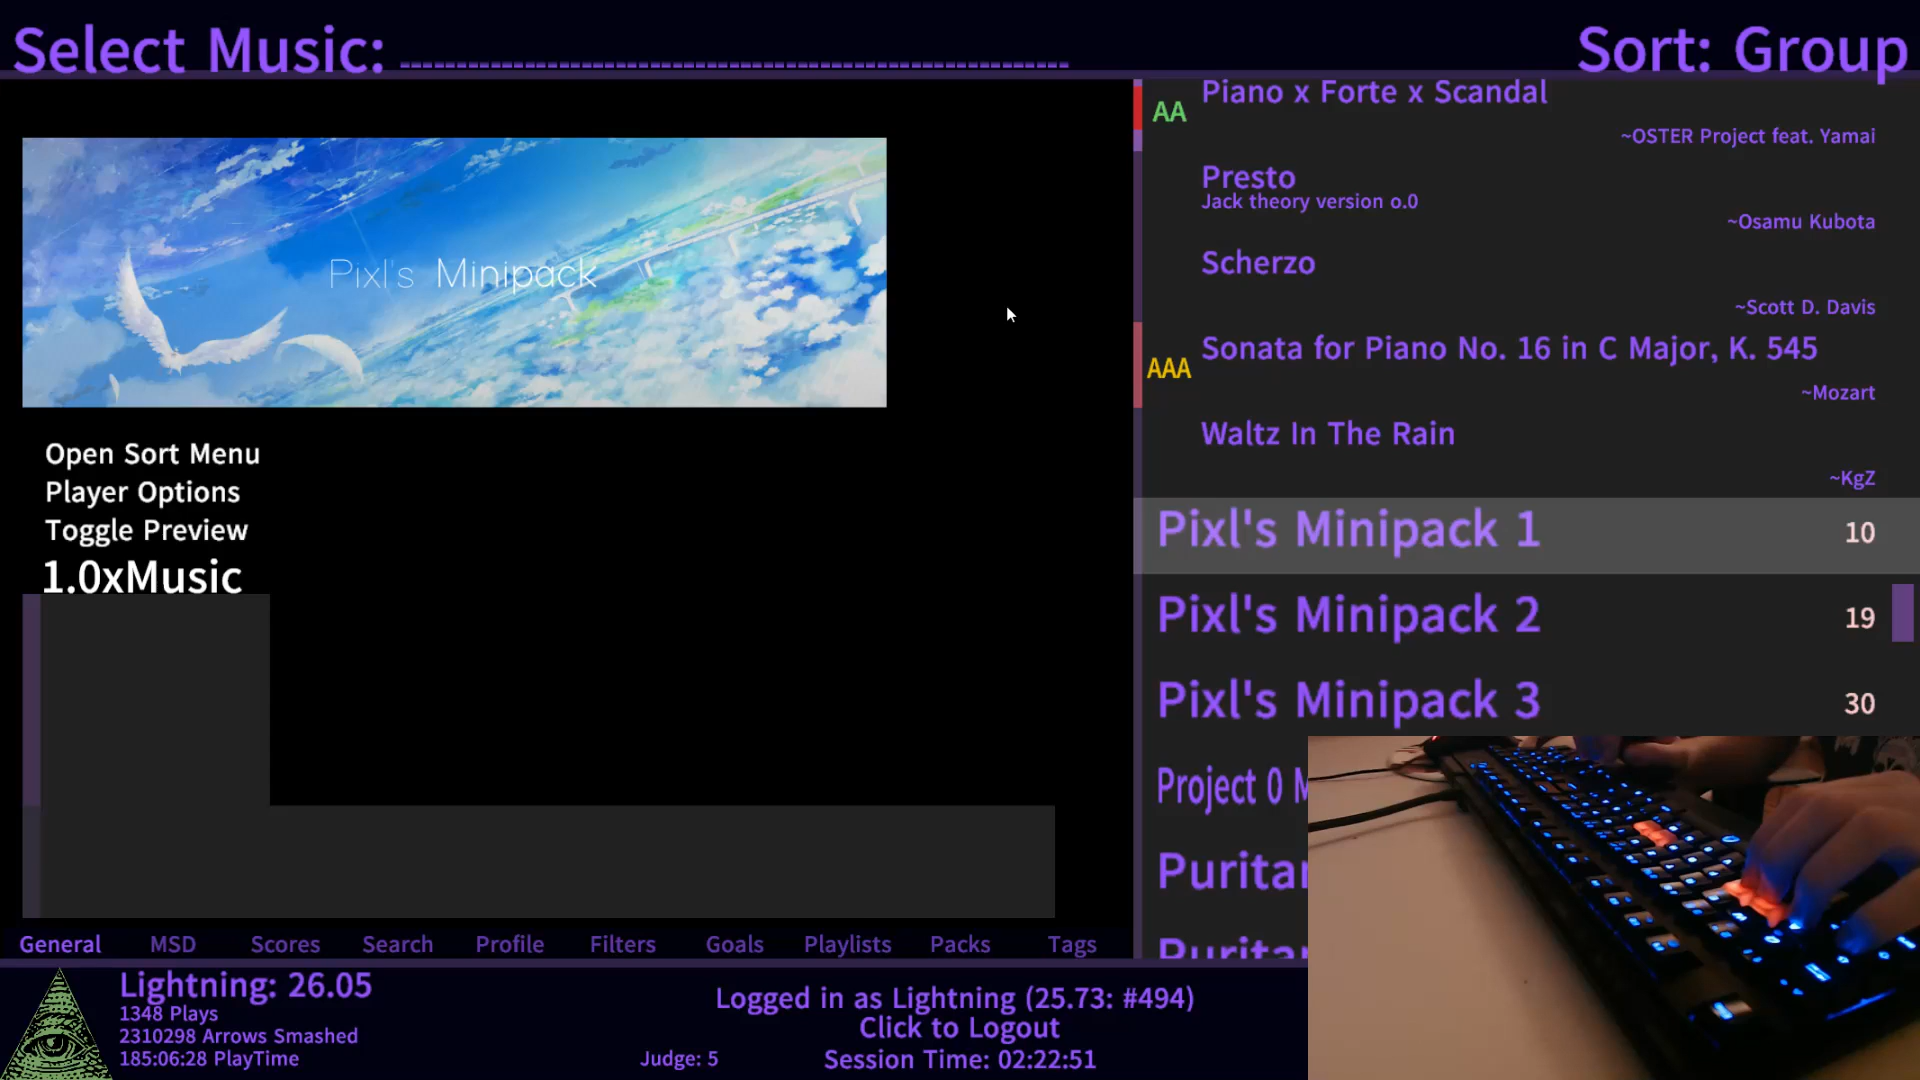 Select Music:
Sort: Group
Pixl's Minipack
Open Sort Menu
Player Options
Toggle Preview
1.0xMusic
AA
Piano x Forte x Scandal
~OSTER Project feat. Yamai
Presto
Jack theory version o.0
~Osamu Kubota
Scherzo
~Scott D. Davis
AAA
Sonata for Piano No. 16 in C Major, K. 545
~Mozart
Waltz In The Rain
~KgZ
Pixl's Minipack 1 10
Pixl's Minipack 2 19
Pixl's Minipack 3 30
Project 0
General MSD Scores Search Profile Filters Goals Playlists Packs Tags
Lightning: 26.05
1348 Plays
2310298 Arrows Smashed
185:06:28 PlayTime
Judge: 5
Logged in as Lightning (25.73: #494)
Click to Logout
Session Time: 02:22:51